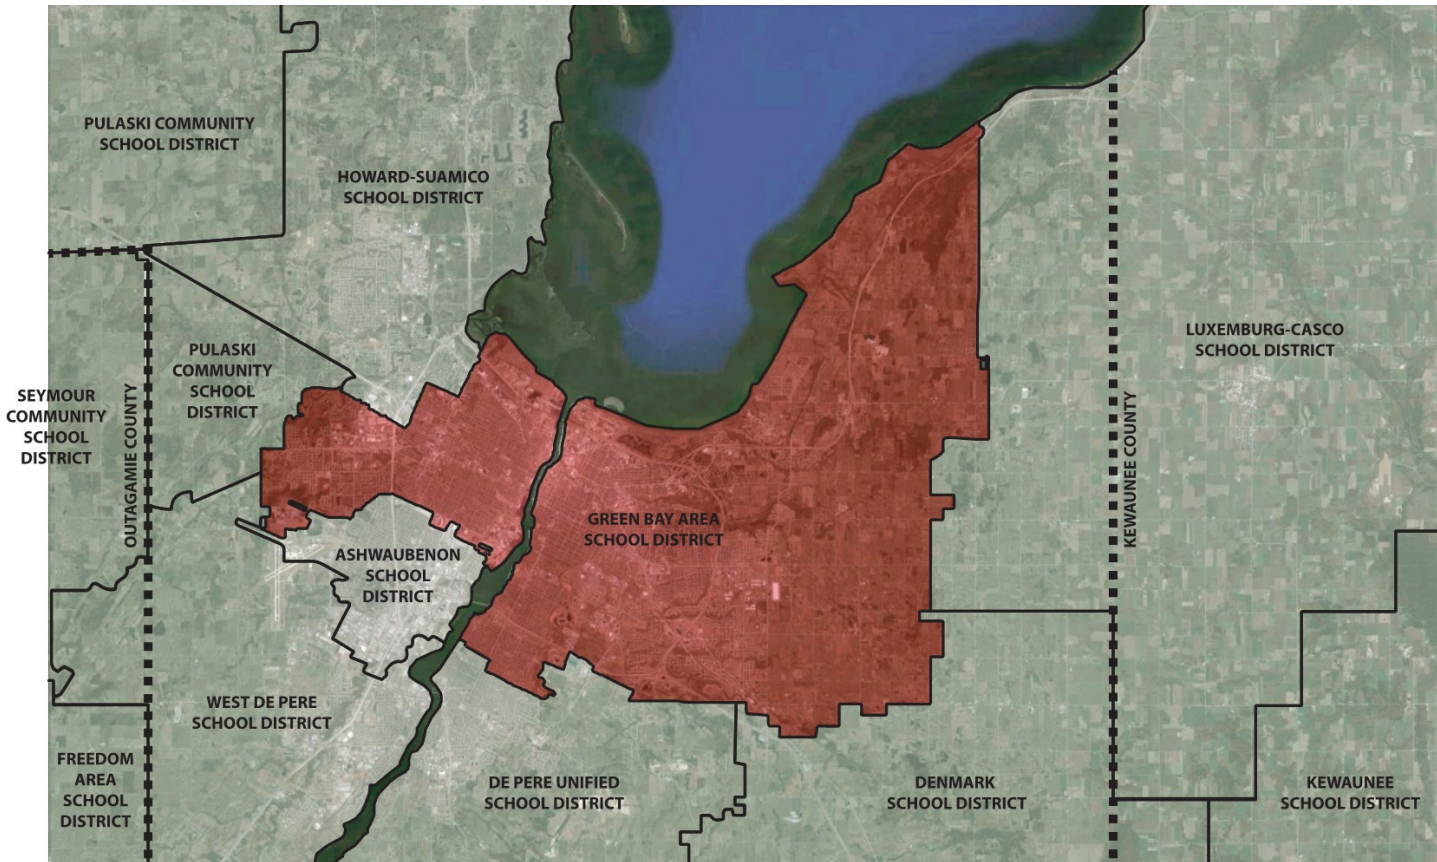 PULASKI COMMUNITY
SCHOOL DISTRICT
HOWARD-SUAMICO
SCHOOL DISTRICT
PULASKI
COMMUNITY
SCHOOL
DISTRICT
SEYMOUR
COMMUNITY
SCHOOL
DISTRICT
OUTAGAMIE COUNTY
LUXEMBURG-CASCO
SCHOOL DISTRICT
KEWAUNEE COUNTY
GREEN BAY AREA
SCHOOL DISTRICT
ASHWAUBENON
SCHOOL
DISTRICT
WEST DE PERE
SCHOOL DISTRICT
FREEDOM
AREA
SCHOOL
DISTRICT
DE PERE UNIFIED
SCHOOL DISTRICT
DENMARK
SCHOOL DISTRICT
KEWAUNEE
SCHOOL DISTRICT